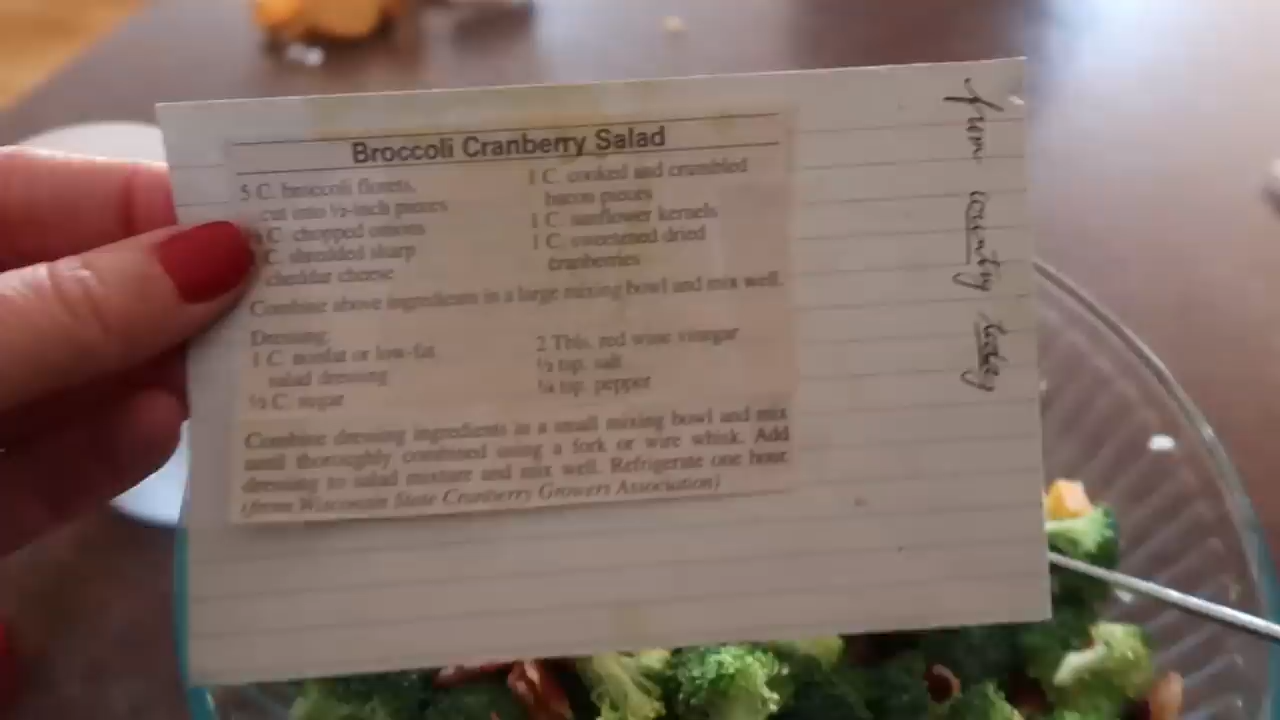 Broccoli Cranberry Salad
5 C. broccoli florets,
cut into ½-inch pieces
C. chopped onions
C. shredded sharp
cheddar cheese
1 C. cooked and crumbled
bacon pieces
1 C. sunflower kernels
1 C. sweetened dried
cranberries
Combine above ingredients in a large mixing bowl and mix well.
Dressing:
1 C. nonfat or low-fat
salad dressing
½ C. sugar
2 Tbs. red wine vinegar
½ tsp. salt
¼ tsp. pepper
Combine dressing ingredients in a small mixing bowl and mix
until thoroughly combined using a fork or wire whisk. Add
dressing to salad mixture and mix well. Refrigerate one hour.
(from Wisconsin State Cranberry Growers Association)
from country today